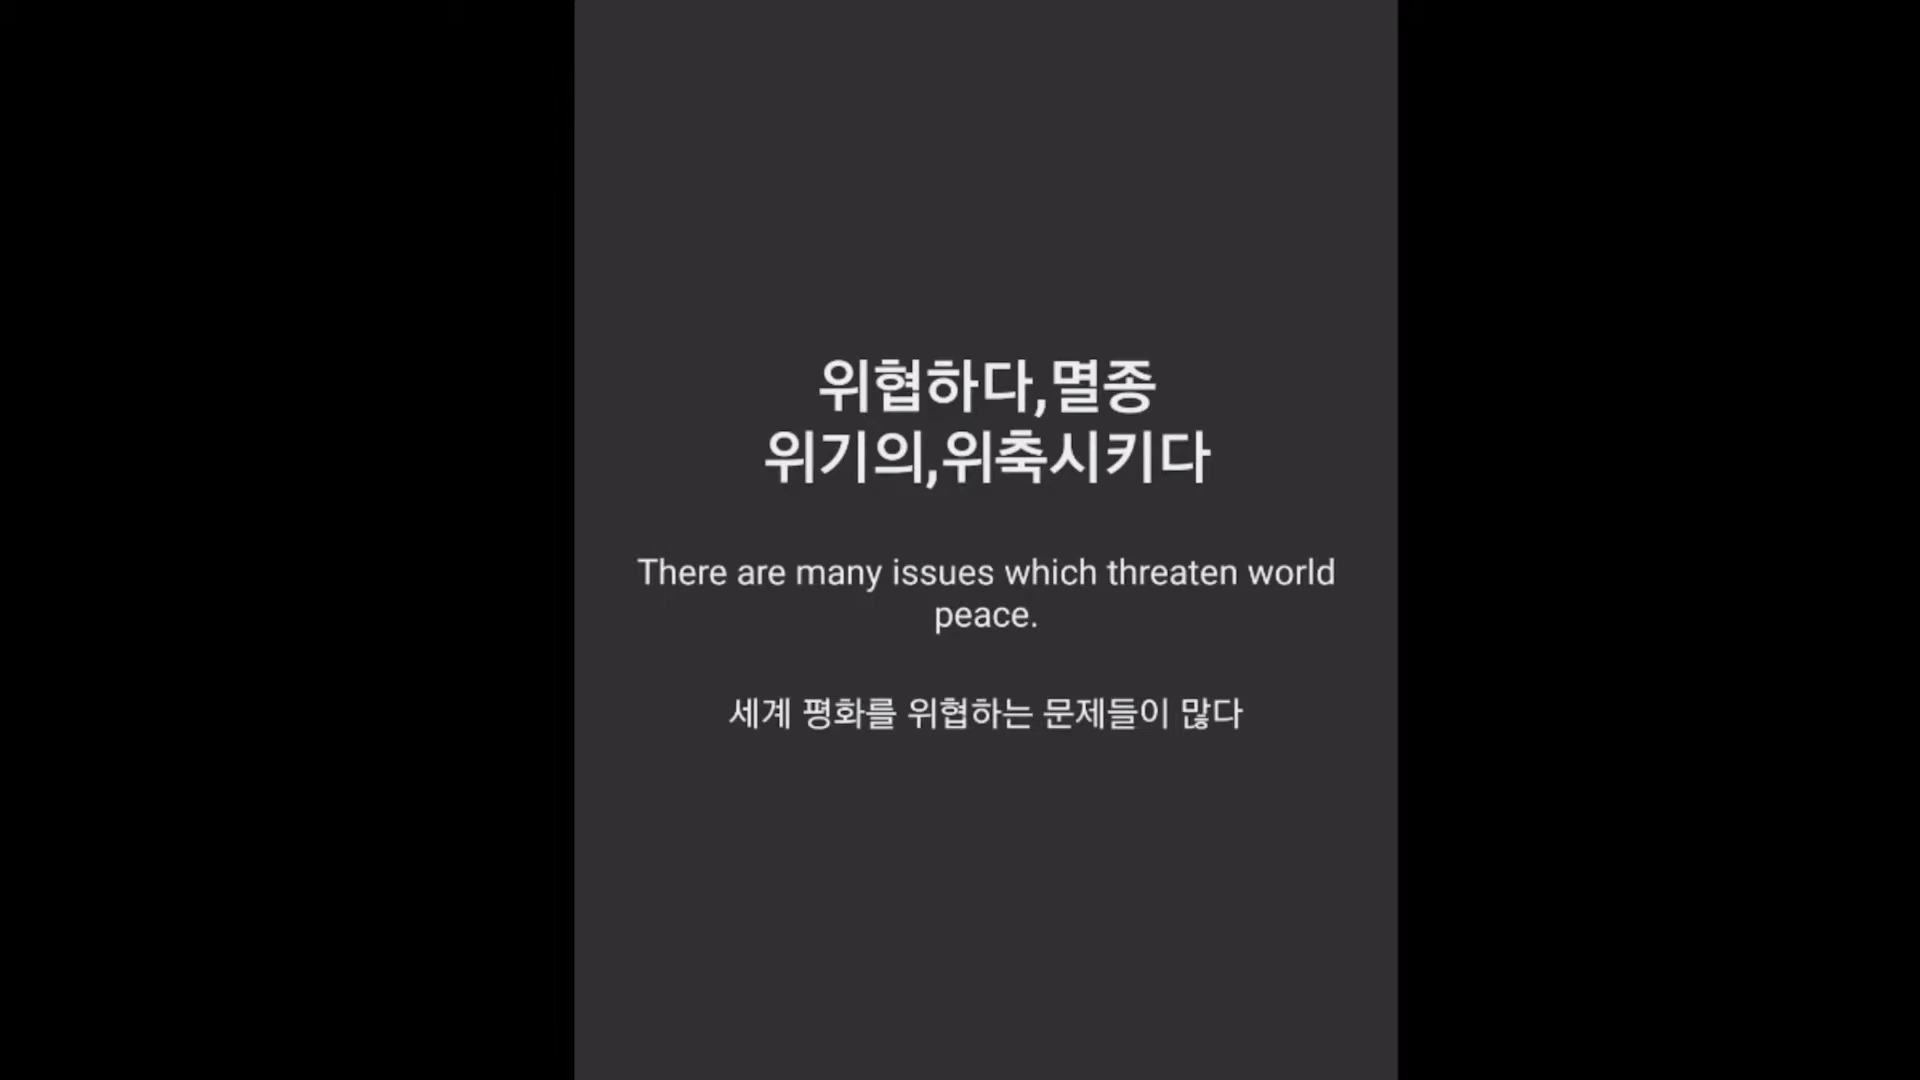 위협하다,멸종
위기의,위축시키다
There are many issues which threaten world
peace.
세계 평화를 위협하는 문제들이 많다